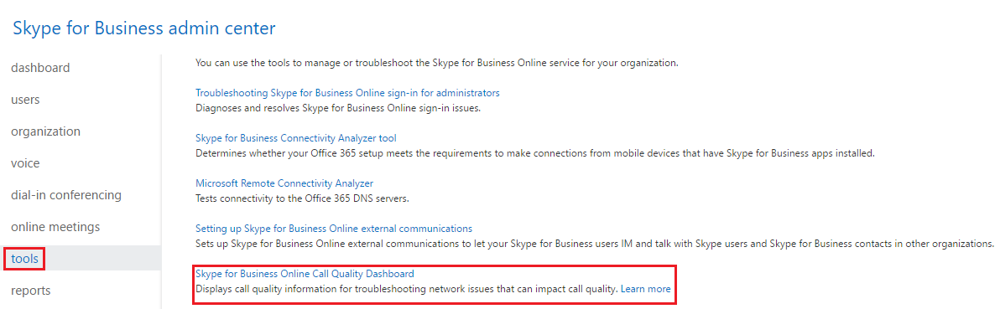 Skype for Business admin center
dashboard
users
organization
voice
dial-in conferencing
online meetings
tools
reports
You can use the tools to manage or troubleshoot the Skype for Business Online service for your organization.
Troubleshooting Skype for Business Online sign-in for administrators
Diagnoses and resolves Skype for Business Online sign-in issues.
Skype for Business Connectivity Analyzer tool
Determines whether your Office 365 setup meets the requirements to make connections from mobile devices that have Skype for Business apps installed.
Microsoft Remote Connectivity Analyzer
Tests connectivity to the Office 365 DNS servers.
Setting up Skype for Business Online external communications
Sets up Skype for Business Online external communications to let your Skype for Business users IM and talk with Skype users and Skype for Business contacts in other organizations.
Skype for Business Online Call Quality Dashboard
Displays call quality information for troubleshooting network issues that can impact call quality. Learn more